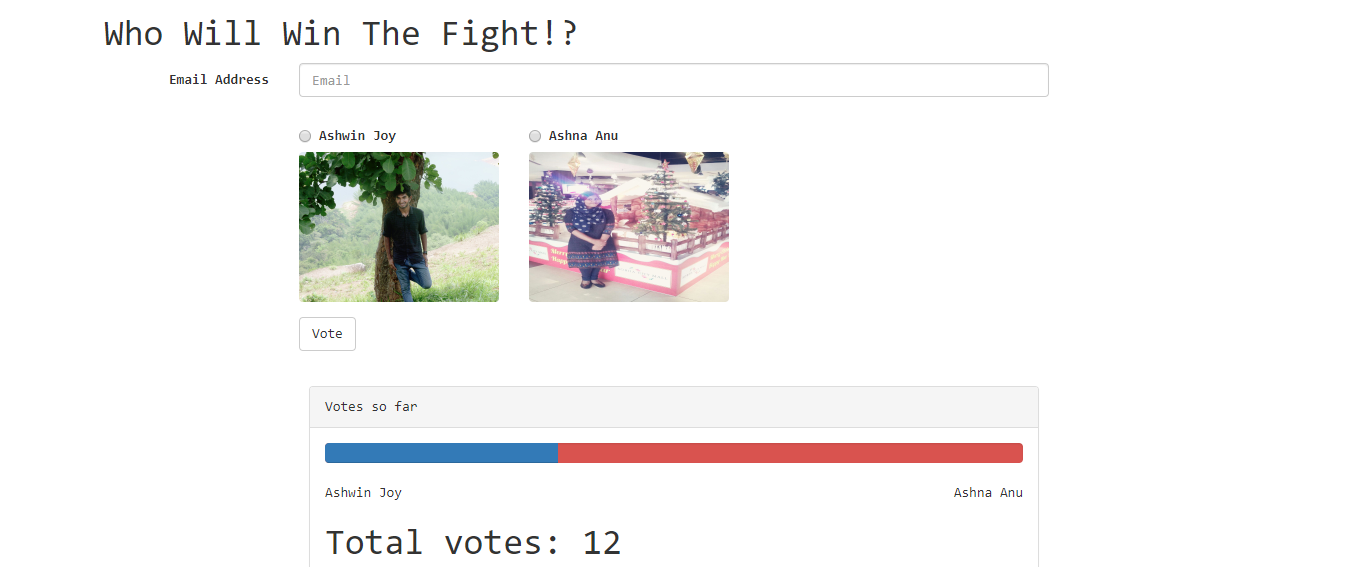 Who Will Win The Fight!?
Email Address
Email
Ashwin Joy
Ashna Anu
Vote
Votes so far
Ashwin Joy
Ashna Anu
Total votes: 12